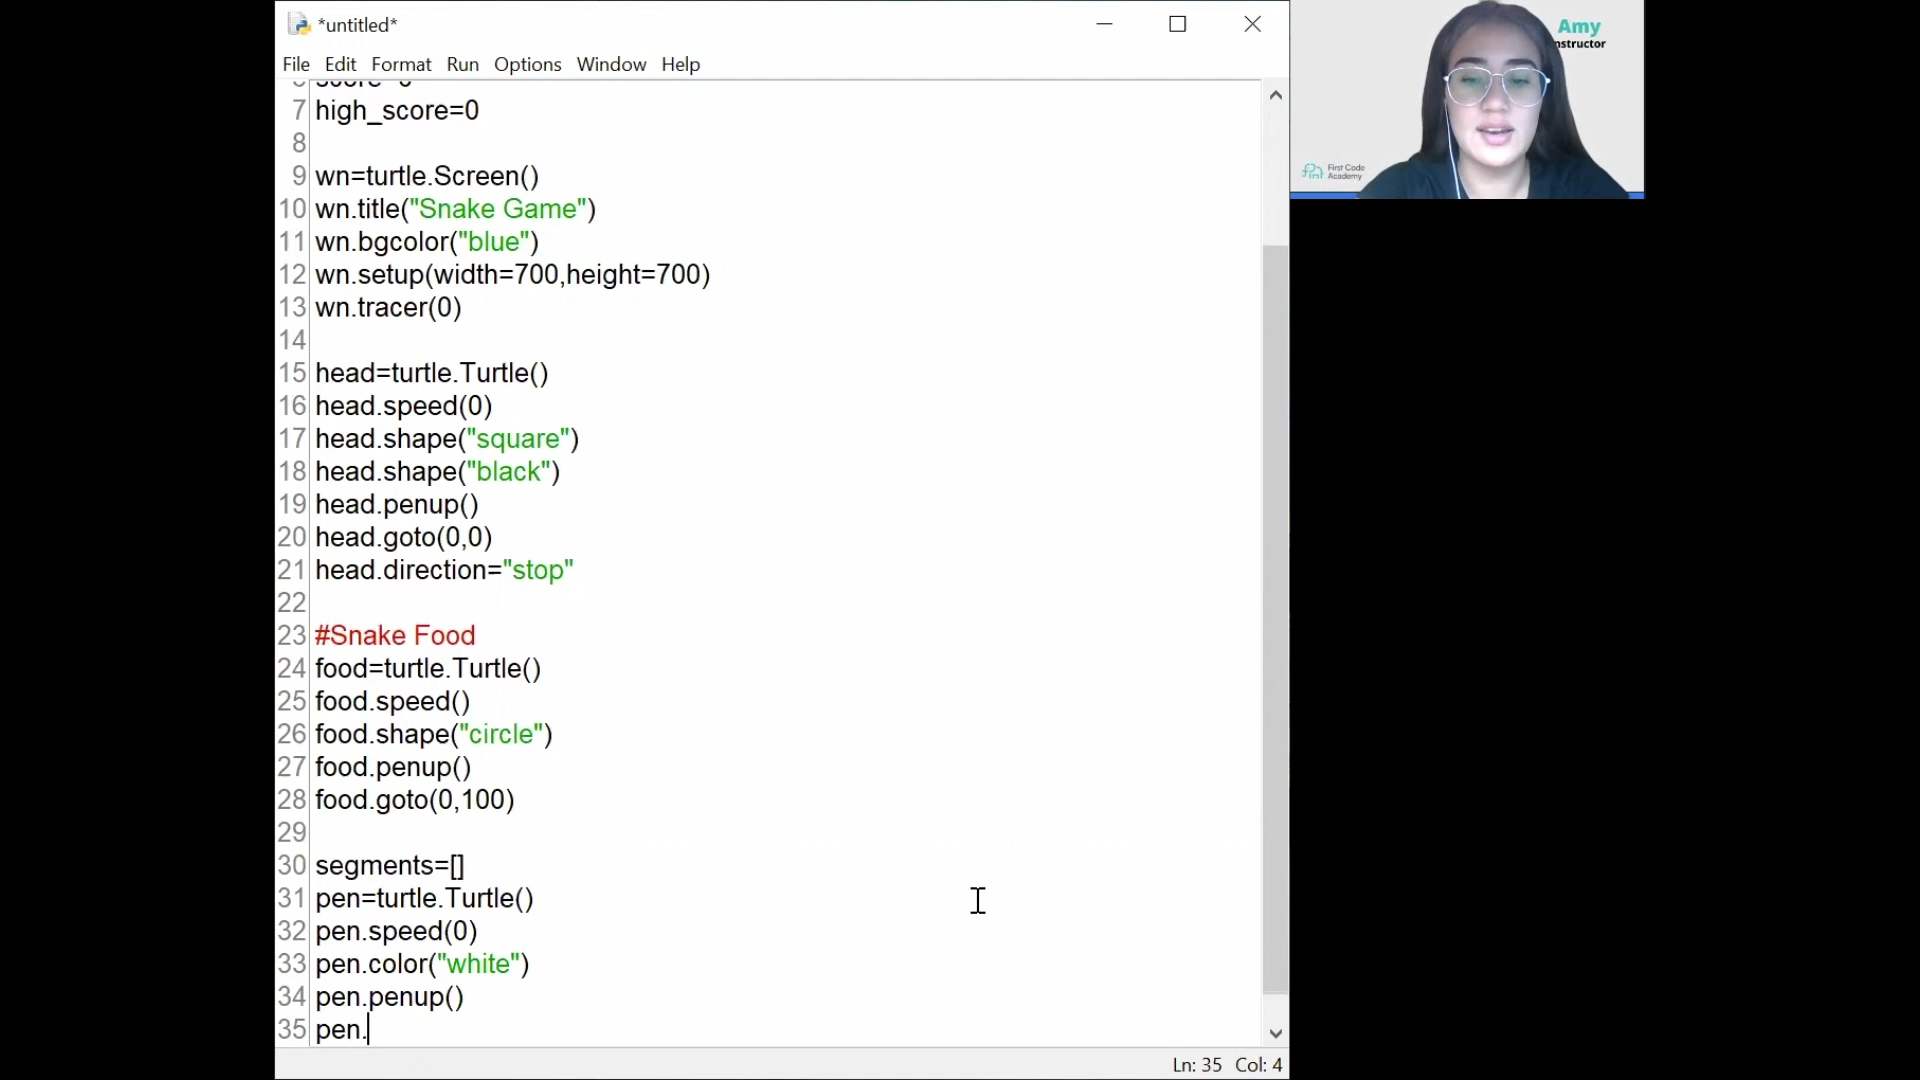 *untitled*
File Edit Format Run Options Window Help
7 high_score=0
8
9 wn=turtle.Screen()
10 wn.title("Snake Game")
11 wn.bgcolor("blue")
12 wn.setup(width=700,height=700)
13 wn.tracer(0)
14
15 head=turtle.Turtle()
16 head.speed(0)
17 head.shape("square")
18 head.shape("black")
19 head.penup()
20 head.goto(0,0)
21 head.direction="stop"
22
23 #Snake Food
24 food=turtle.Turtle()
25 food.speed()
26 food.shape("circle")
27 food.penup()
28 food.goto(0,100)
29
30 segments=[]
31 pen=turtle.Turtle()
32 pen.speed(0)
33 pen.color("white")
34 pen.penup()
35 pen.
Ln: 35 Col: 4
Amy
nstructor
First Code
Academy